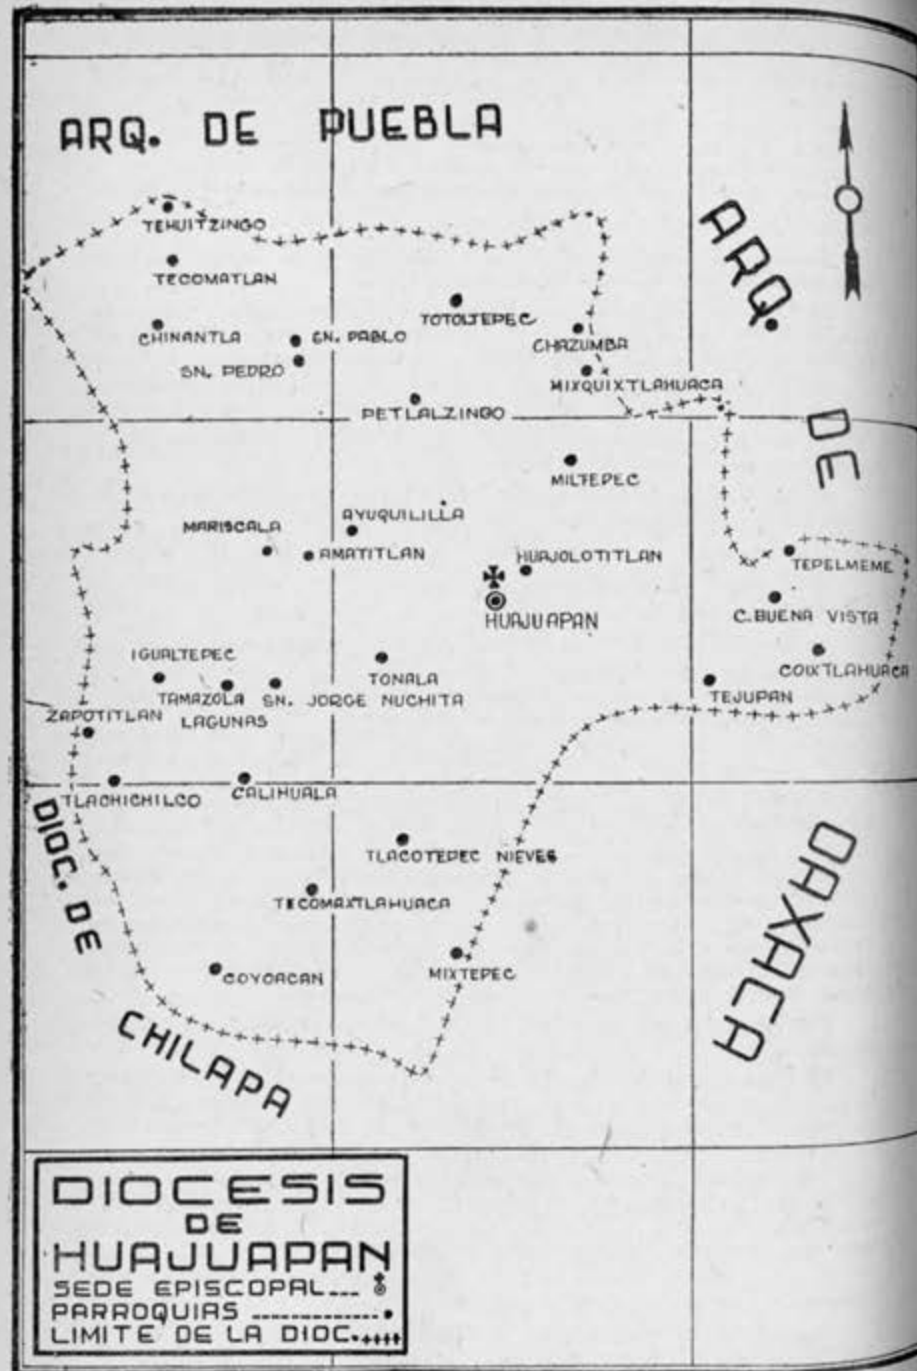 ARQ. DE PUEBLA
ARQ. DE OAXACA
TEHUITZINGO
TECOMATLAN
TOTOLTEPEC
CHINANTLA
SN. PABLO
CHAZUMBA
SN. PEDRO
MIXQUIXTLAHUACA
PETLALZINGO
MILTEPEC
AYUQUILILLA
MARISCALA
AMATITLAN
HUAJOLOTITLAN
TEPELMEME
HUAJUAPAN
C. BUENA VISTA
IGUALTEPEC
TONALA
COIXTLAHUACA
TAMAZOLA
SN. JORGE NUCHITA
TEJUPAN
ZAPOTITLAN
LAGUNAS
TLACHICHILCO
CALIHUALA
TLACOTEPEC NIEVES
TECOMAXTLAHUACA
COYOACAN
MIXTEPEC
DIOC. DE
CHILAPA
DIOCESIS
DE
HUAJUAPAN
SEDE EPISCOPAL---
PARROQUIAS -------------
LIMITE DE LA DIOC.